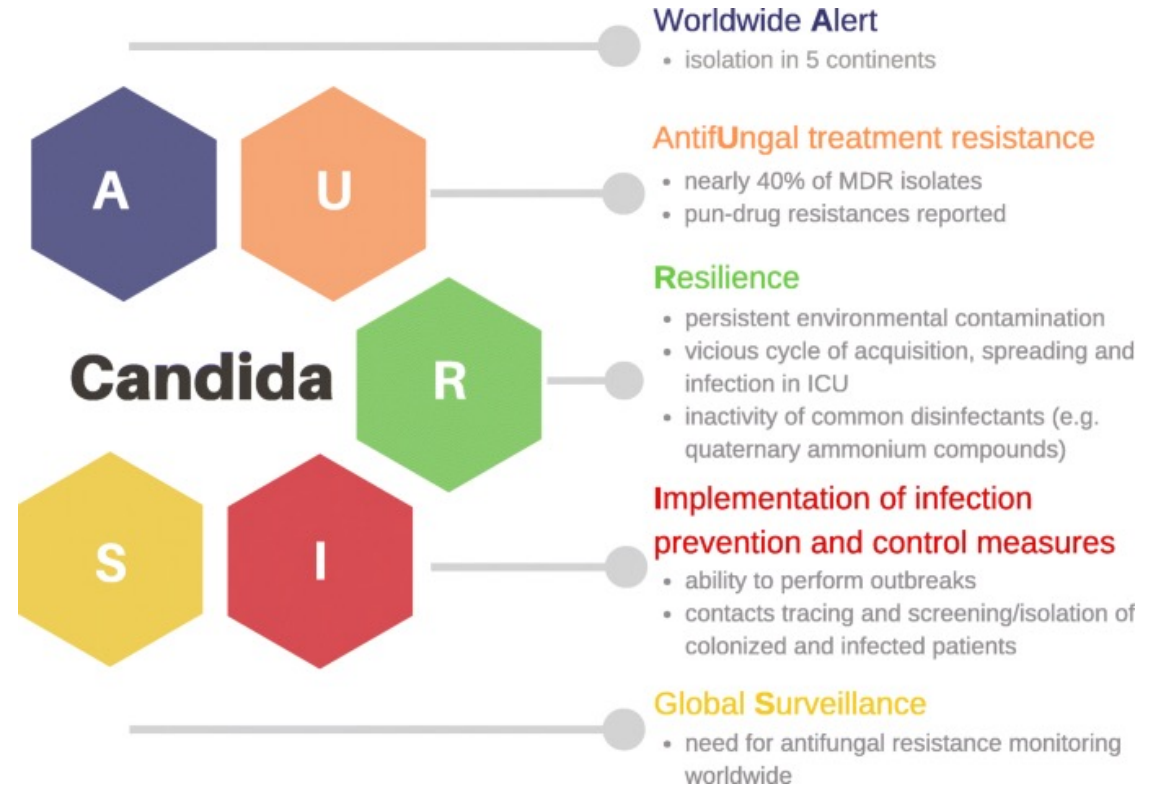 Worldwide Alert
• isolation in 5 continents
A
U
AntifUngal treatment resistance
• nearly 40% of MDR isolates
• pun-drug resistances reported
Candida
R
Resilience
• persistent environmental contamination
• vicious cycle of acquisition, spreading and
infection in ICU
• inactivity of common disinfectants (e.g.
quaternary ammonium compounds)
S
I
Implementation of infection
prevention and control measures
• ability to perform outbreaks
• contacts tracing and screening/isolation of
colonized and infected patients
Global Surveillance
• need for antifungal resistance monitoring
worldwide